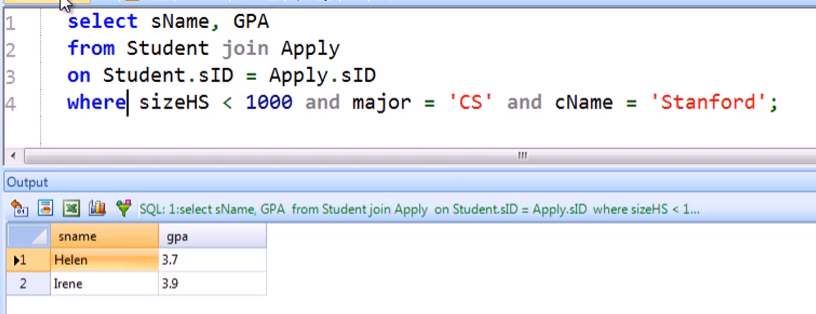 1 select sName, GPA
2 from Student join Apply
3 on Student.sID = Apply.sID
4 where sizeHS < 1000 and major = 'CS' and cName = 'Stanford';
Output
SQL: 1:select sName, GPA from Student join Apply on Student.sID = Apply.sID where sizeHS < 1...
sname gpa
1 Helen 3.7
2 Irene 3.9